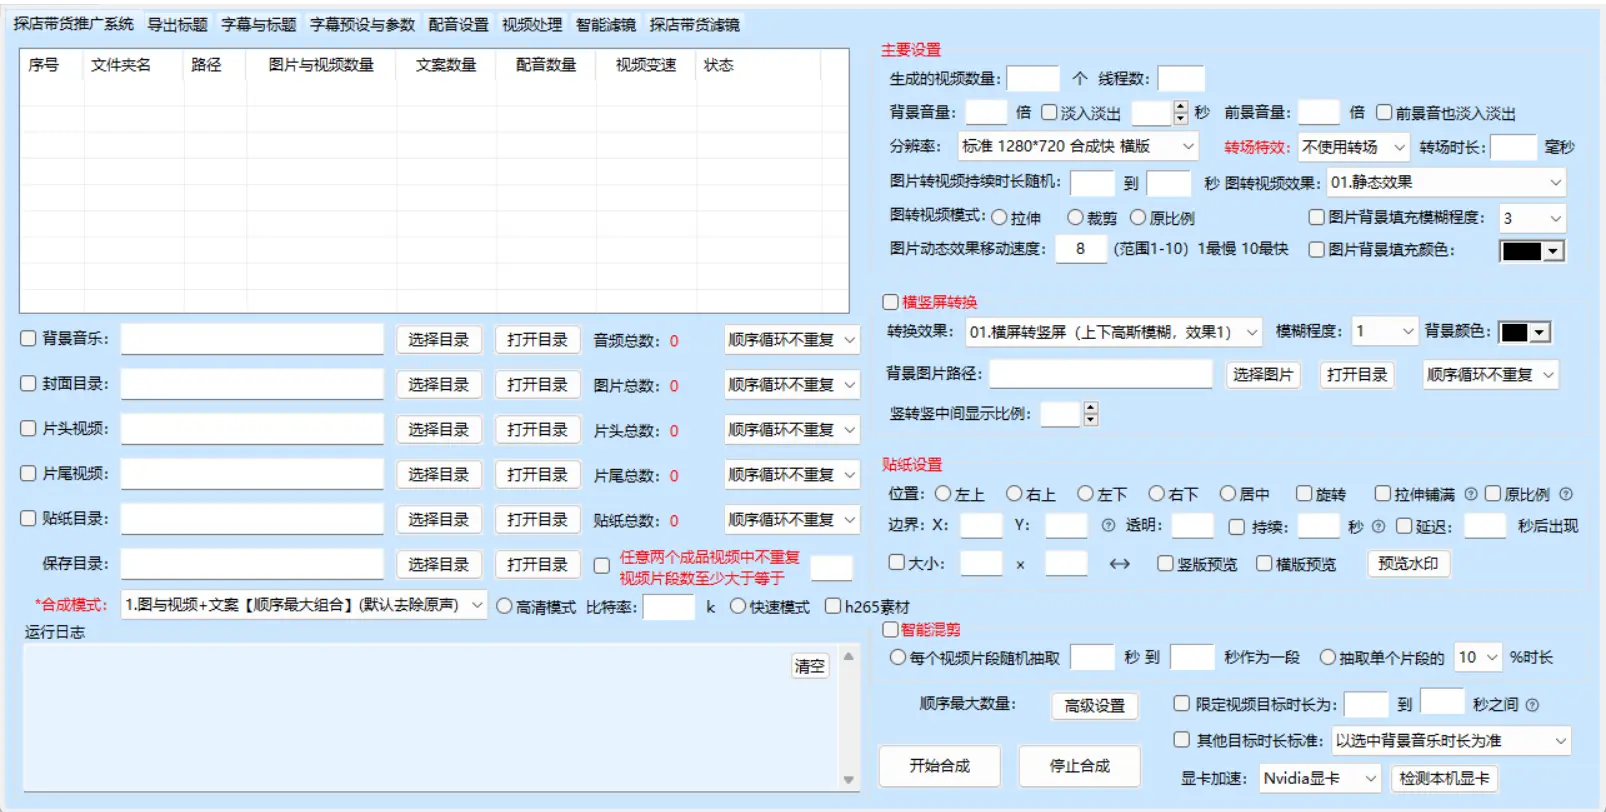 探店带货推广系统 导出标题 字幕与标题 字幕预设与参数 配音设置 视频处理 智能滤镜 探店带货滤镜
序号 文件夹名 路径 图片与视频数量 文案数量 配音数量 视频变速 状态
背景音乐: 选择目录 打开目录 音频总数: 0 顺序循环不重复
封面目录: 选择目录 打开目录 图片总数: 0 顺序循环不重复
片头视频: 选择目录 打开目录 片头总数: 0 顺序循环不重复
片尾视频: 选择目录 打开目录 片尾总数: 0 顺序循环不重复
贴纸目录: 选择目录 打开目录 贴纸总数: 0 顺序循环不重复
保存目录: 选择目录 打开目录 任意两个成品视频中不重复
视频片段数至少大于等于
*合成模式: 1.图与视频+文案【顺序最大组合】(默认去除原声) 高清模式 比特率: k 快速模式 h265素材
运行日志
清空
主要设置
生成的视频数量: 个 线程数:
背景音量: 倍 淡入淡出 秒 前景音量: 倍 前景音也淡入淡出
分辨率: 标准 1280*720 合成快 横版 转场特效: 不使用转场 转场时长: 毫秒
图片转视频持续时长随机: 到 秒 图转视频效果: 01.静态效果
图转视频模式: 拉伸 裁剪 原比例 图片背景填充模糊程度: 3
图片动态效果移动速度: 8 (范围1-10) 1最慢 10最快 图片背景填充颜色:
横竖屏转换
转换效果: 01.横屏转竖屏（上下高斯模糊，效果1） 模糊程度: 1 背景颜色:
背景图片路径: 选择图片 打开目录 顺序循环不重复
竖转竖中间显示比例:
贴纸设置
位置: 左上 右上 左下 右下 居中 旋转 拉伸铺满 ? 原比例 ?
边界: X: Y: ? 透明: 持续: 秒 ? 延迟: 秒后出现
大小: x ↔ 竖版预览 横版预览 预览水印
智能混剪
每个视频片段随机抽取 秒 到 秒作为一段 抽取单个片段的 10 %时长
顺序最大数量: 高级设置 限定视频目标时长为: 到 秒之间 ?
其他目标时长标准: 以选中背景音乐时长为准
开始合成 停止合成 显卡加速: Nvidia显卡 检测本机显卡